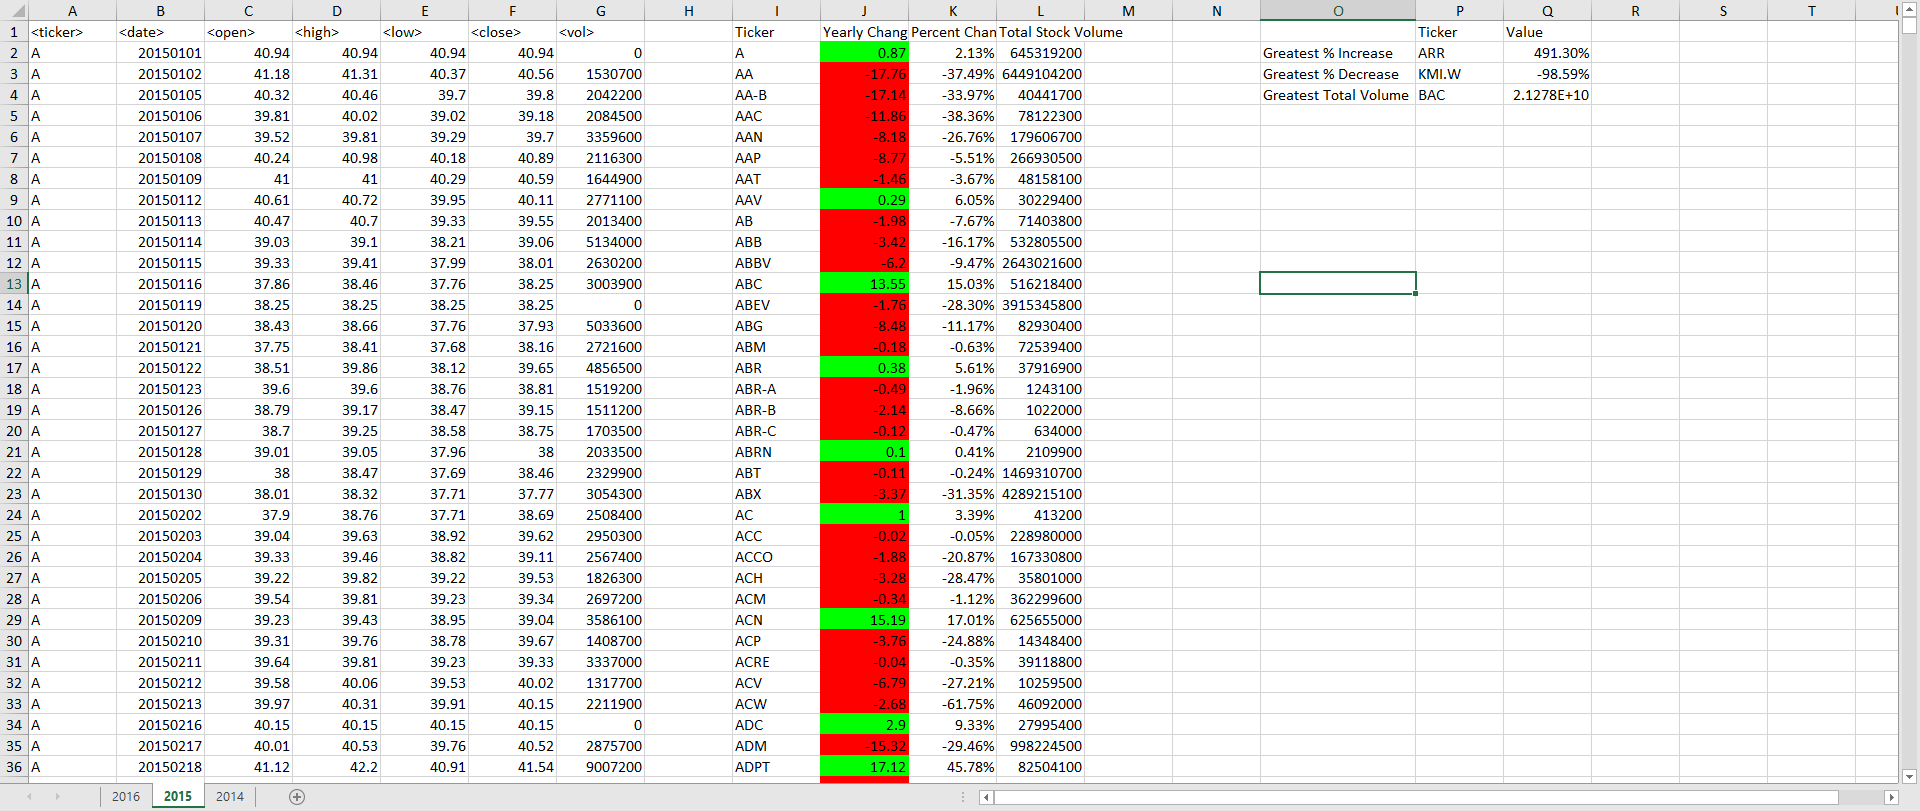 A B C D E F G H I J K L M N O P Q R S T
1 <ticker> <date> <open> <high> <low> <close> <vol> Ticker Yearly Chang Percent Chan Total Stock Volume Ticker Value
2 A 20150101 40.94 40.94 40.94 40.94 0 A 0.87 2.13% 645319200 Greatest % Increase ARR 491.30%
3 A 20150102 41.18 41.31 40.37 40.56 1530700 AA -17.76 -37.49% 6449104200 Greatest % Decrease KMI.W -98.59%
4 A 20150105 40.32 40.46 39.7 39.8 2042200 AA-B -17.14 -33.97% 40441700 Greatest Total Volume BAC 2.1278E+10
5 A 20150106 39.81 40.02 39.02 39.18 2084500 AAC -11.86 -38.36% 78122300
6 A 20150107 39.52 39.81 39.29 39.7 3359600 AAN -8.18 -26.76% 179606700
7 A 20150108 40.24 40.98 40.18 40.89 2116300 AAP -8.77 -5.51% 266930500
8 A 20150109 41 41 40.29 40.59 1644900 AAT -1.46 -3.67% 48158100
9 A 20150112 40.61 40.72 39.95 40.11 2771100 AAV 0.29 6.05% 30229400
10 A 20150113 40.47 40.7 39.33 39.55 2013400 AB -1.98 -7.67% 71403800
11 A 20150114 39.03 39.1 38.21 39.06 5134000 ABB -3.42 -16.17% 532805500
12 A 20150115 39.33 39.41 37.99 38.01 2630200 ABBV -6.2 -9.47% 2643021600
13 A 20150116 37.86 38.46 37.76 38.25 3003900 ABC 13.55 15.03% 516218400
14 A 20150119 38.25 38.25 38.25 38.25 0 ABEV -1.76 -28.30% 3915345800
15 A 20150120 38.43 38.66 37.76 37.93 5033600 ABG -8.48 -11.17% 82930400
16 A 20150121 37.75 38.41 37.68 38.16 2721600 ABM -0.18 -0.63% 72539400
17 A 20150122 38.51 39.86 38.12 39.65 4856500 ABR 0.38 5.61% 37916900
18 A 20150123 39.6 39.6 38.76 38.81 1519200 ABR-A -0.49 -1.96% 1243100
19 A 20150126 38.79 39.17 38.47 39.15 1511200 ABR-B -2.14 -8.66% 1022000
20 A 20150127 38.7 39.25 38.58 38.75 1703500 ABR-C -0.12 -0.47% 634000
21 A 20150128 39.01 39.05 37.96 38 2033500 ABRN 0.1 0.41% 2109900
22 A 20150129 38 38.47 37.69 38.46 2329900 ABT -0.11 -0.24% 1469310700
23 A 20150130 38.01 38.32 37.71 37.77 3054300 ABX -3.37 -31.35% 4289215100
24 A 20150202 37.9 38.76 37.71 38.69 2508400 AC 1 3.39% 413200
25 A 20150203 39.04 39.63 38.92 39.62 2950300 ACC -0.02 -0.05% 228980000
26 A 20150204 39.33 39.46 38.82 39.11 2567400 ACCO -1.88 -20.87% 167330800
27 A 20150205 39.22 39.82 39.22 39.53 1826300 ACH -3.28 -28.47% 35801000
28 A 20150206 39.54 39.81 39.23 39.34 2697200 ACM -0.34 -1.12% 362299600
29 A 20150209 39.23 39.43 38.95 39.04 3586100 ACN 15.19 17.01% 625655000
30 A 20150210 39.31 39.76 38.78 39.67 1408700 ACP -3.76 -24.88% 14348400
31 A 20150211 39.64 39.81 39.23 39.33 3337000 ACRE -0.04 -0.35% 39118800
32 A 20150212 39.58 40.06 39.53 40.02 1317700 ACV -6.79 -27.21% 10259500
33 A 20150213 39.97 40.31 39.91 40.15 2211900 ACW -2.68 -61.75% 46092000
34 A 20150216 40.15 40.15 40.15 40.15 0 ADC 2.9 9.33% 27995400
35 A 20150217 40.01 40.53 39.76 40.52 2875700 ADM -15.32 -29.46% 998224500
36 A 20150218 41.12 42.2 40.91 41.54 9007200 ADPT 17.12 45.78% 82504100
2016 2015 2014